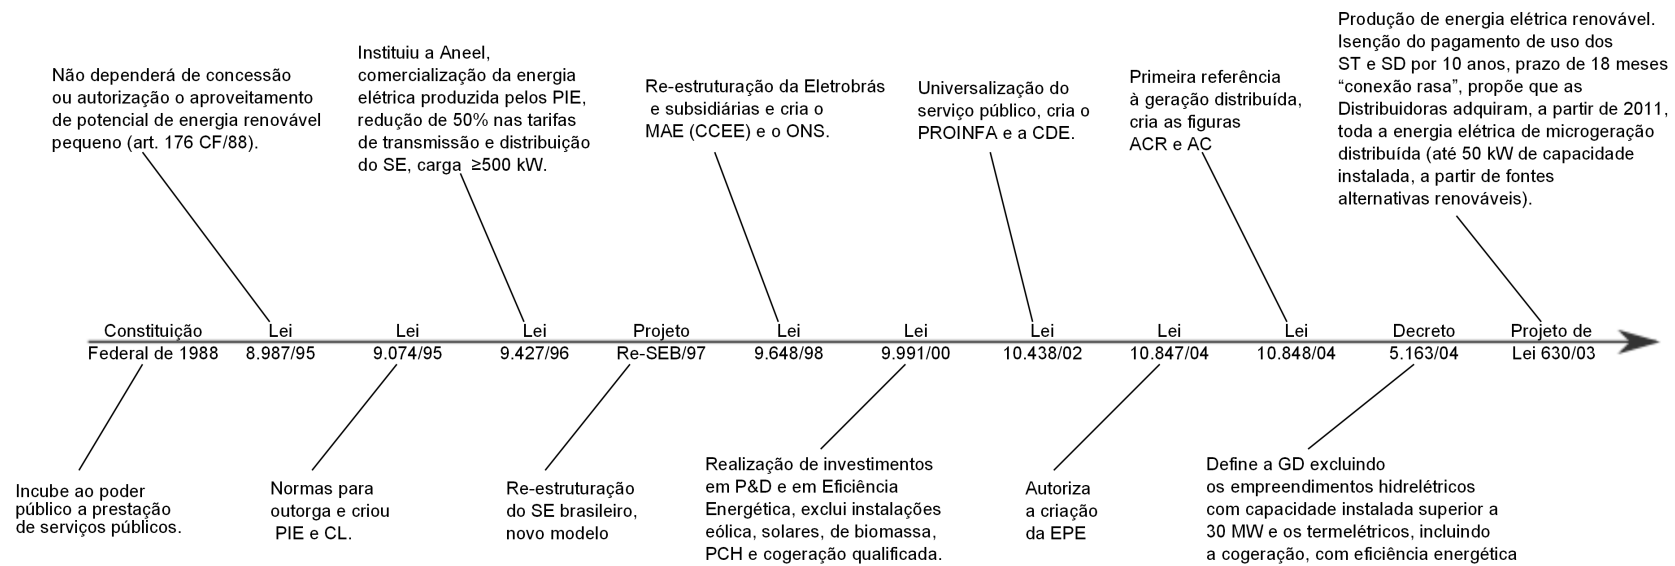 Não dependerá de concessão
ou autorização o aproveitamento
de potencial de energia renovável
pequeno (art. 176 CF/88).
Instituiu a Aneel,
comercialização da energia
elétrica produzida pelos PIE,
redução de 50% nas tarifas
de transmissão e distribuição
do SE, carga ≥500 kW.
Re-estruturação da Eletrobrás
e subsidiárias e cria o
MAE (CCEE) e o ONS.
Universalização do
serviço público, cria o
PROINFA e a CDE.
Primeira referência
à geração distribuída,
cria as figuras
ACR e AC
Produção de energia elétrica renovável.
Isenção do pagamento de uso dos
ST e SD por 10 anos, prazo de 18 meses
“conexão rasa”, propõe que as
Distribuidoras adquiram, a partir de 2011,
toda a energia elétrica de microgeração
distribuída (até 50 kW de capacidade
instalada, a partir de fontes
alternativas renováveis).
Constituição
Federal de 1988
Lei
8.987/95
Lei
9.074/95
Lei
9.427/96
Projeto
Re-SEB/97
Lei
9.648/98
Lei
9.991/00
Lei
10.438/02
Lei
10.847/04
Lei
10.848/04
Decreto
5.163/04
Projeto de
Lei 630/03
Incube ao poder
público a prestação
de serviços públicos.
Normas para
outorga e criou
PIE e CL.
Re-estruturação
do SE brasileiro,
novo modelo
Realização de investimentos
em P&D e em Eficiência
Energética, exclui instalações
eólica, solares, de biomassa,
PCH e cogeração qualificada.
Autoriza
a criação
da EPE
Define a GD excluindo
os empreendimentos hidrelétricos
com capacidade instalada superior a
30 MW e os termelétricos, incluindo
a cogeração, com eficiência energética